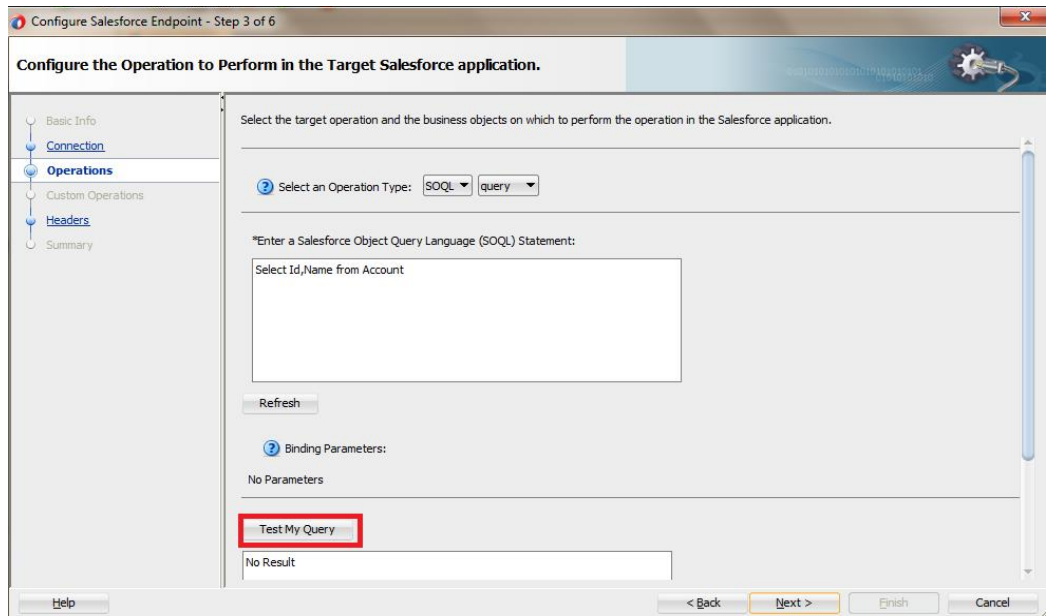 Configure Salesforce Endpoint - Step 3 of 6
Configure the Operation to Perform in the Target Salesforce application.
Basic Info
Connection
Operations
Custom Operations
Headers
Summary
Select the target operation and the business objects on which to perform the operation in the Salesforce application.
Select an Operation Type: SOQL query
*Enter a Salesforce Object Query Language (SOQL) Statement:
Select Id,Name from Account
Refresh
Binding Parameters:
No Parameters
Test My Query
No Result
Help
< Back Next > Finish Cancel